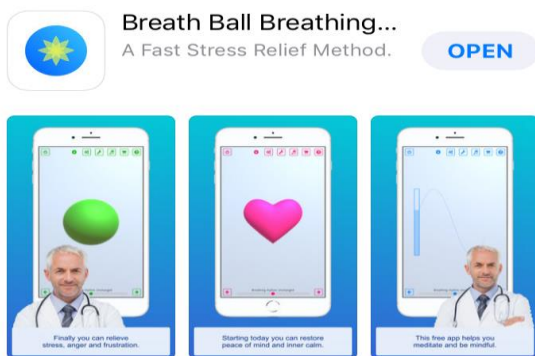 Breath Ball Breathing...
A Fast Stress Relief Method.
OPEN
Finally you can relieve
stress, anger and frustration.
Starting today you can restore
peace of mind and inner calm.
This free app helps you
meditate and be mindful.